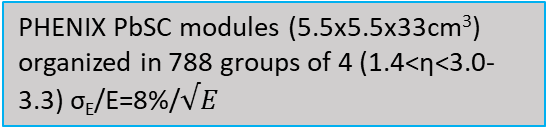 PHENIX PbSC modules (5.5x5.5x33cm³)
organized in 788 groups of 4 (1.4<η<3.0-
3.3) σ_E/E=8%/√E